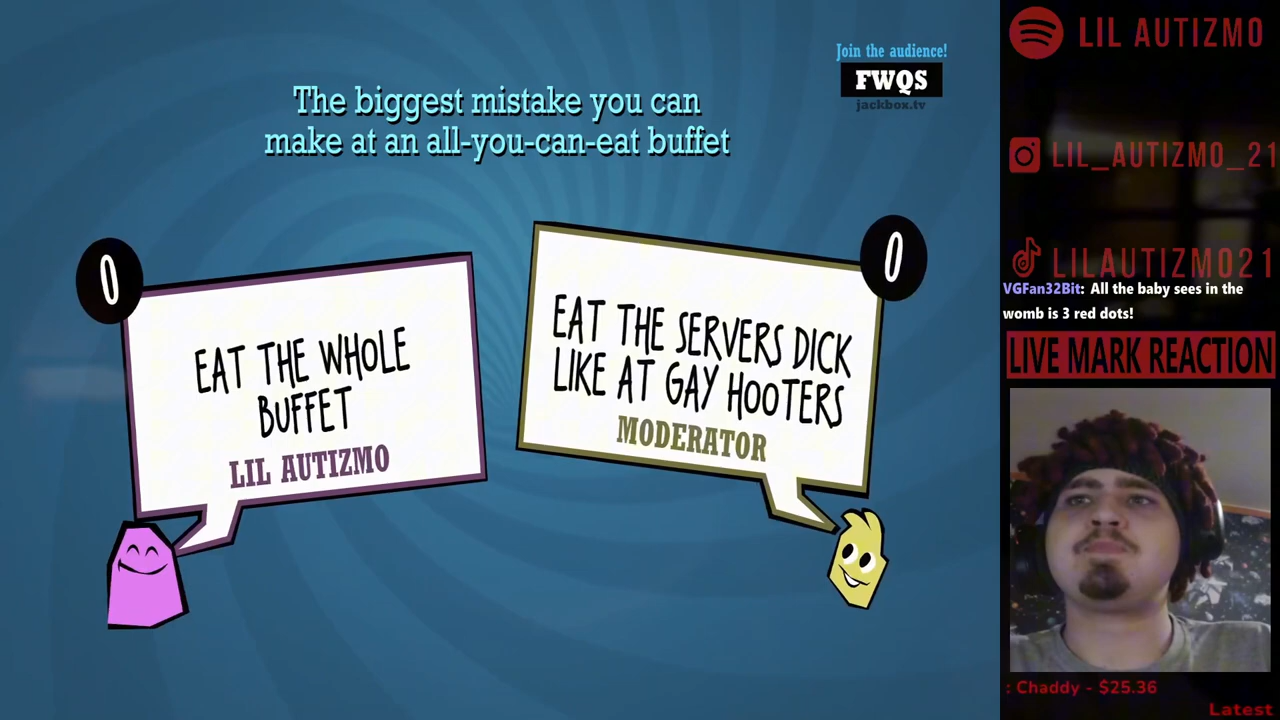 Join the audience!
FWQS
jackbox.tv
The biggest mistake you can
make at an all-you-can-eat buffet
0
EAT THE WHOLE
BUFFET
LIL AUTIZMO
0
EAT THE SERVERS DICK
LIKE AT GAY HOOTERS
MODERATOR
LIL AUTIZMO
LIL_AUTIZMO_21
LILAUTIZMO21
VGFan32Bit: All the baby sees in the
womb is 3 red dots!
LIVE MARK REACTION
: Chaddy - $25.36
Latest